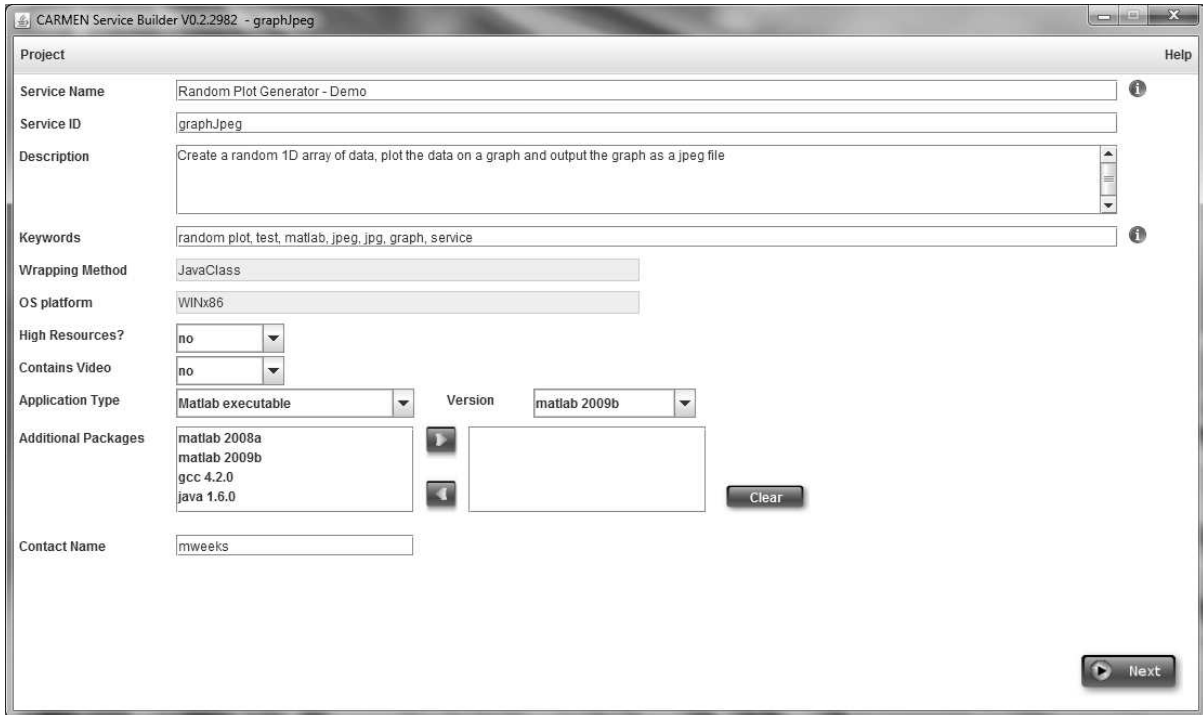 CARMEN Service Builder V0.2.2982 - graphJpeg
Project Help
Service Name Random Plot Generator - Demo
Service ID graphJpeg
Description Create a random 1D array of data, plot the data on a graph and output the graph as a jpeg file
Keywords random plot, test, matlab, jpeg, jpg, graph, service
Wrapping Method JavaClass
OS platform WINx86
High Resources? no
Contains Video no
Application Type Matlab executable Version matlab 2009b
Additional Packages matlab 2008a
matlab 2009b
gcc 4.2.0
java 1.6.0
Clear
Contact Name mweeks
Next